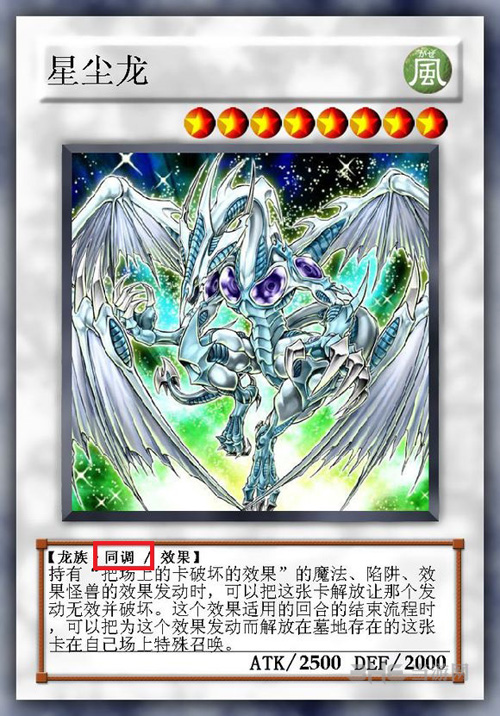 星尘龙
かぜ
風
【龙族 同调 / 效果】
持有“把场上的卡破坏的效果”的魔法、陷阱、效
果怪兽的效果发动时，可以把这张卡解放让那个发
动无效并破坏。这个效果适用的回合的结束流程时
，可以把为这个效果发动而解放在墓地存在的这张
卡在自己场上特殊召唤。
ATK/2500 DEF/2000